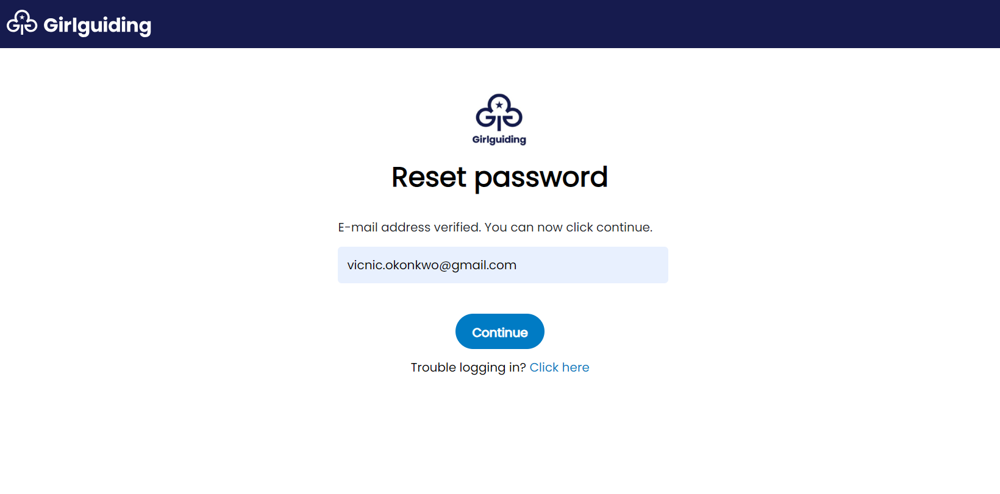 Girlguiding
Girlguiding
Reset password
E-mail address verified. You can now click continue.
vicnic.okonkwo@gmail.com
Continue
Trouble logging in? Click here